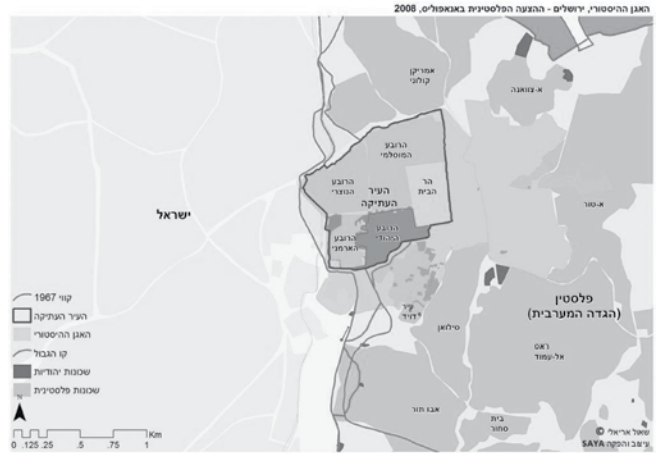 האגן ההיסטורי, ירושלים - ההצעה הפלסטינית באנאפוליס, 2008
אמריקן
קולוני
א-צוואנה
הרובע
המוסלמי
הרובע
הנוצרי
הר
הבית
העיר
העתיקה
א-טור
ישראל
הרובע
היהודי
הרובע
הארמני
עיר
דויד
סילואן
פלסטין
(הגדה המערבית)
ראס
אל-עמוד
אבו תור
בית
סחור
קווי 1967
העיר העתיקה
האגן ההיסטורי
קו הגבול
שכונות יהודיות
שכונות פלסטיניות
N
Km
0 .125 .25 .5 .75 1
שאול אריאלי ©
עיצוב והפקה SAYA